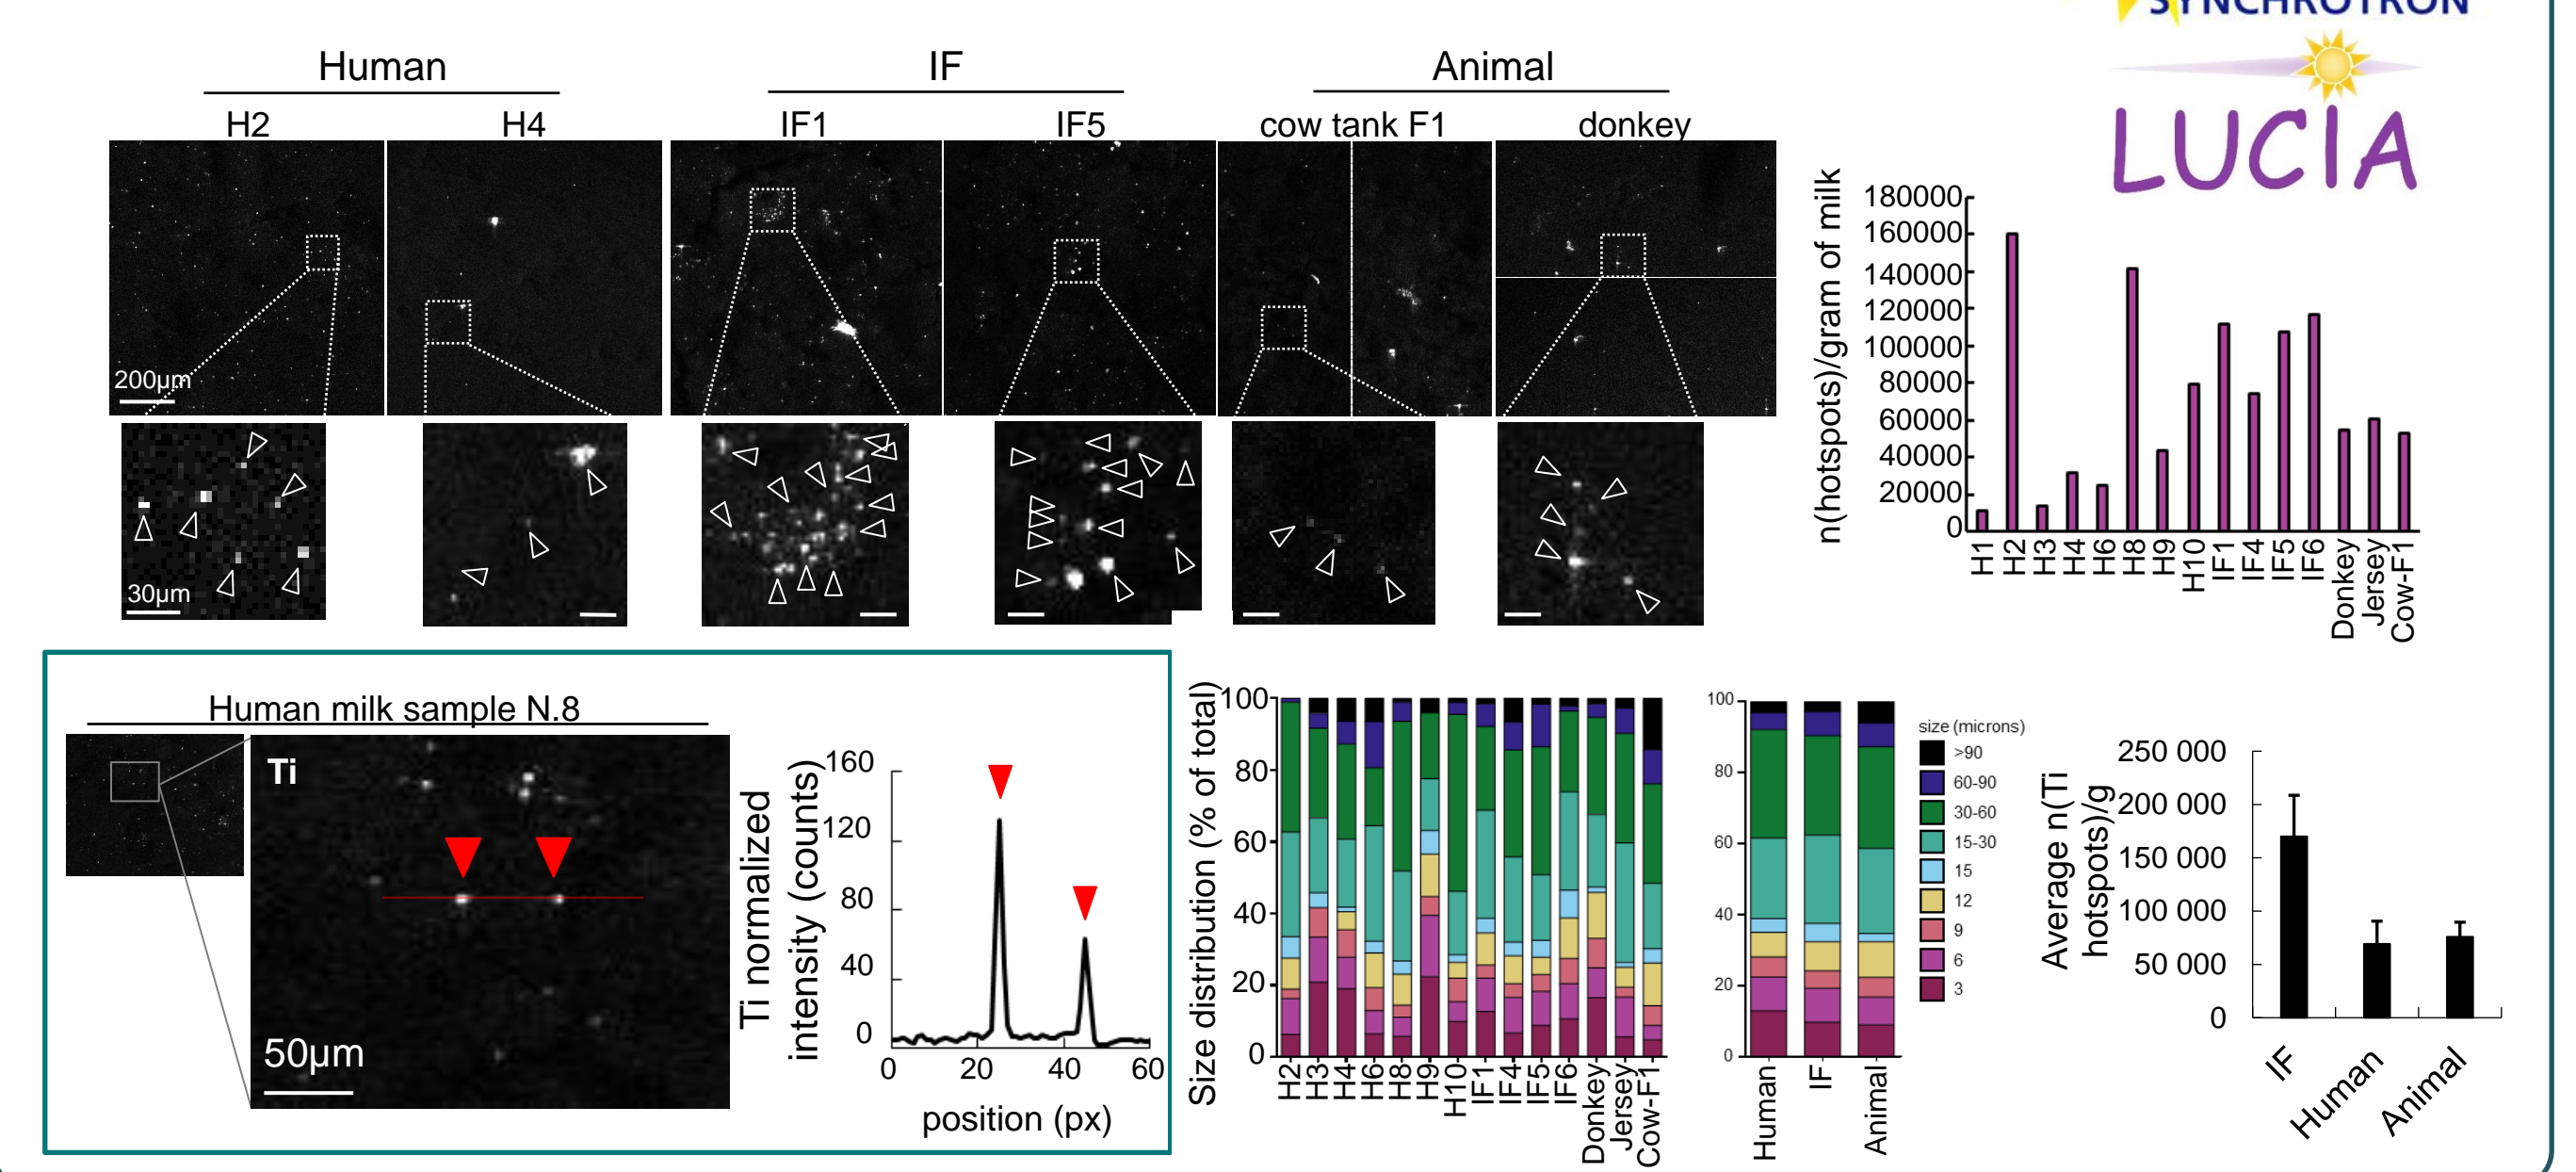 SYNCHROTRON
LUCIA
Human
IF
Animal
H2
H4
IF1
IF5
cow tank F1
donkey
200µm
30µm
n(hotspots)/gram of milk
180000
160000
140000
120000
100000
80000
60000
40000
20000
0
H1
H2
H3
H4
H6
H8
H9
H10
IF1
IF4
IF5
IF6
Donkey
Jersey
Cow-F1
Human milk sample N.8
Ti
50µm
Ti normalized
intensity (counts)
160
120
80
40
0
0
20
40
60
position (px)
Size distribution (% of total)
100
80
60
40
20
0
H2
H3
H4
H6
H8
H9
H10
IF1
IF4
IF5
IF6
Donkey
Jersey
Cow-F1
100
80
60
40
20
0
Human
IF
Animal
size (microns)
>90
60-90
30-60
15-30
15
12
9
6
3
Average n(Ti
hotspots)/g
250 000
200 000
150 000
100 000
50 000
0
IF
Human
Animal